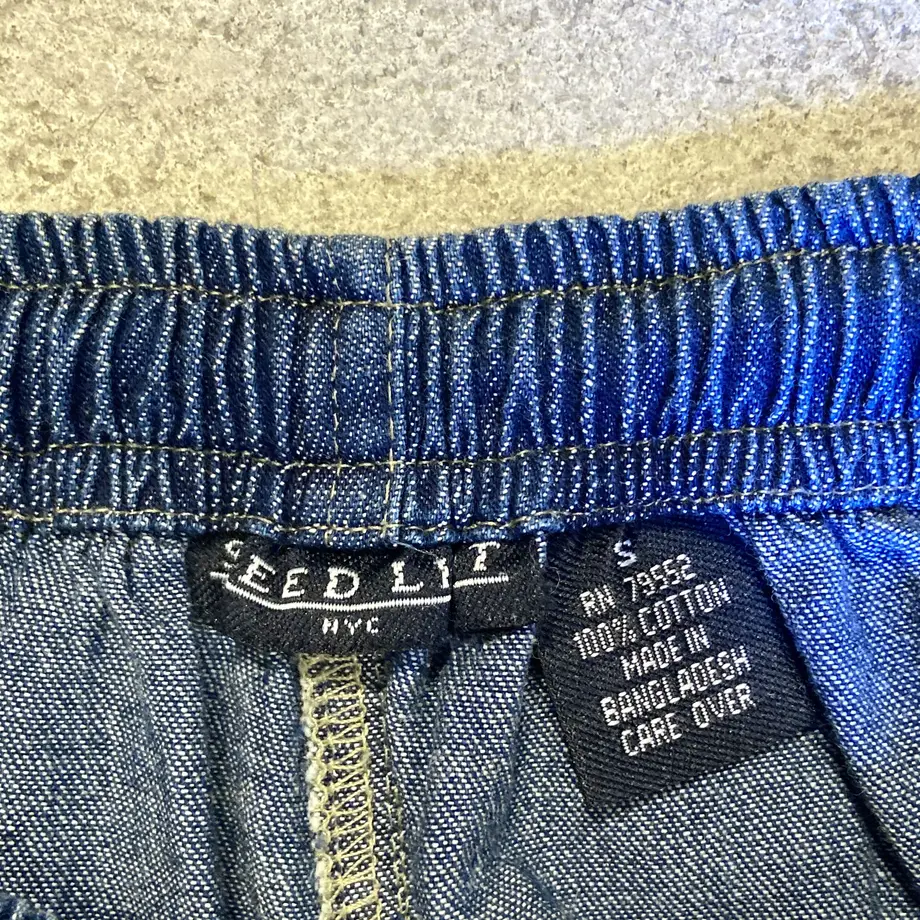 SEED LIT
NYC
S
RN 79552
100% COTTON
MADE IN
BANGLADESH
CARE OVER